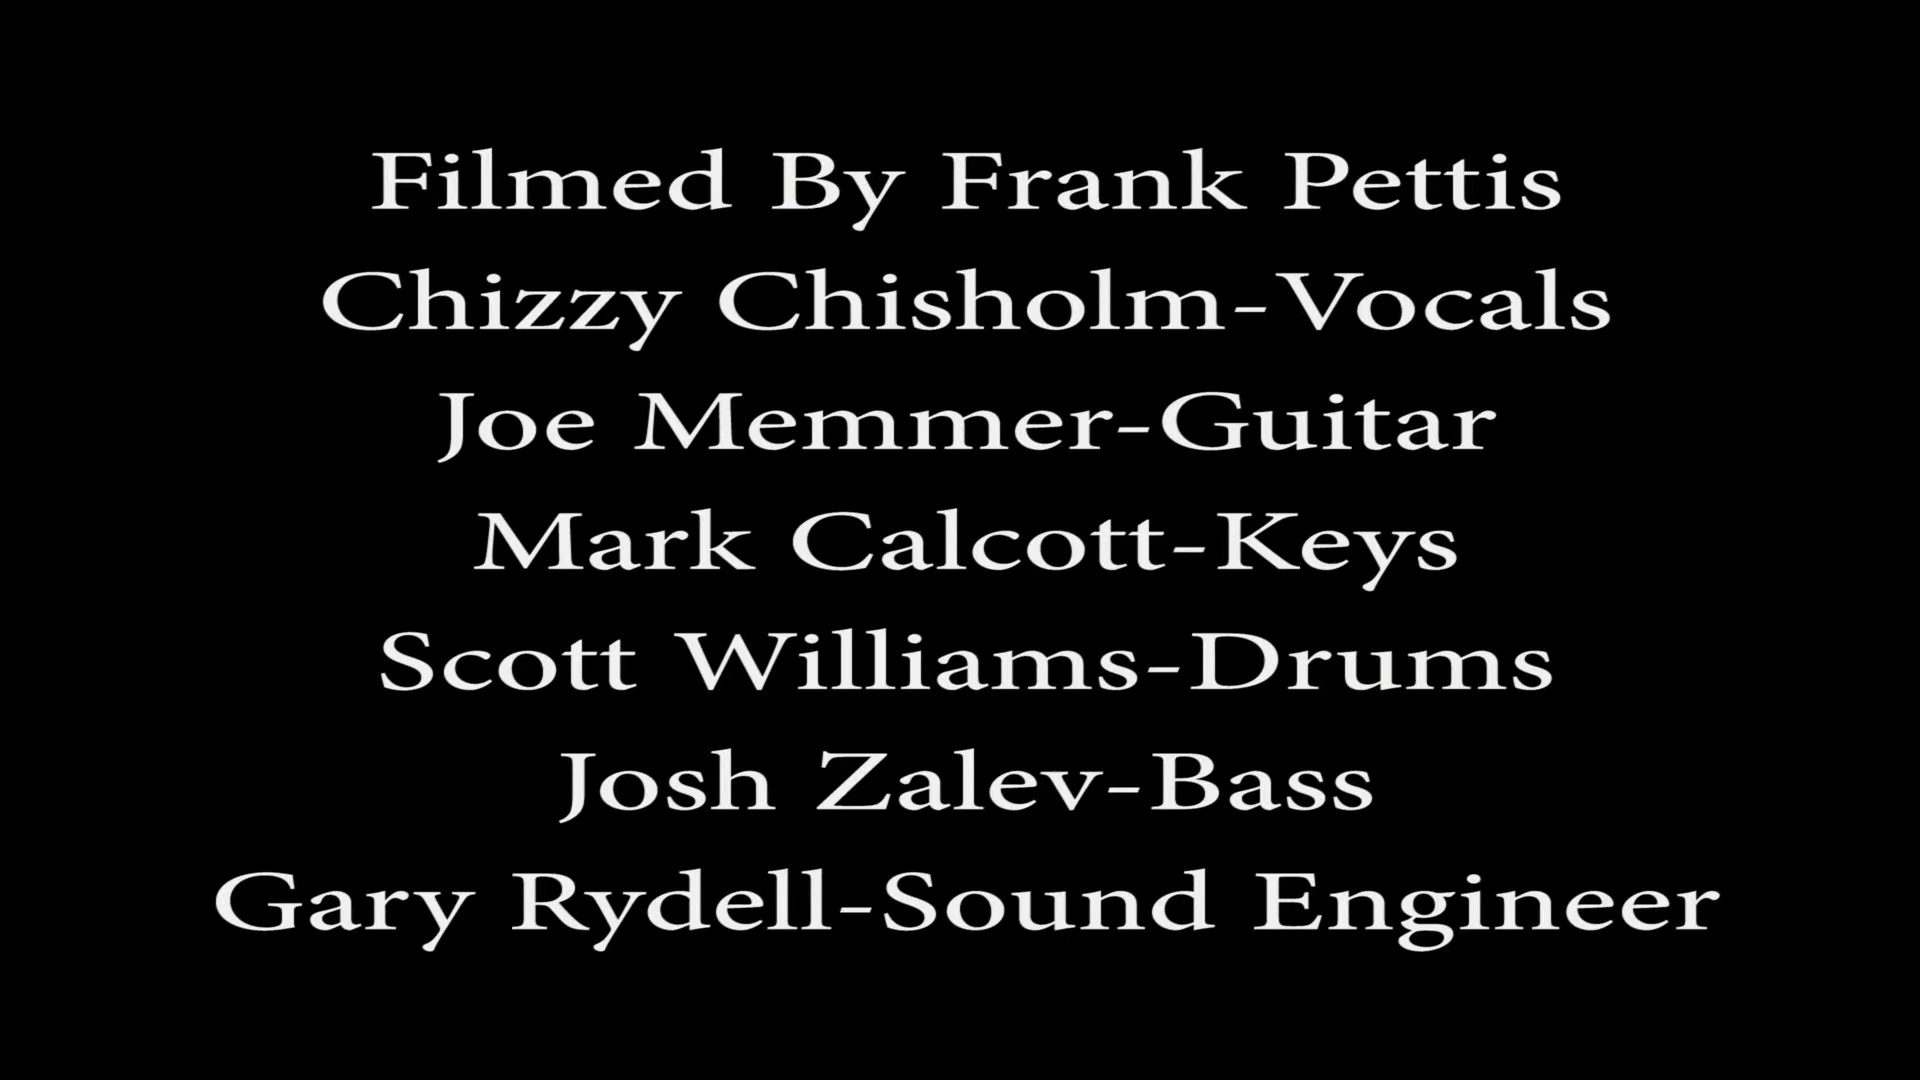 Filmed By Frank Pettis
Chizzy Chisholm-Vocals
Joe Memmer-Guitar
Mark Calcott-Keys
Scott Williams-Drums
Josh Zalev-Bass
Gary Rydell-Sound Engineer